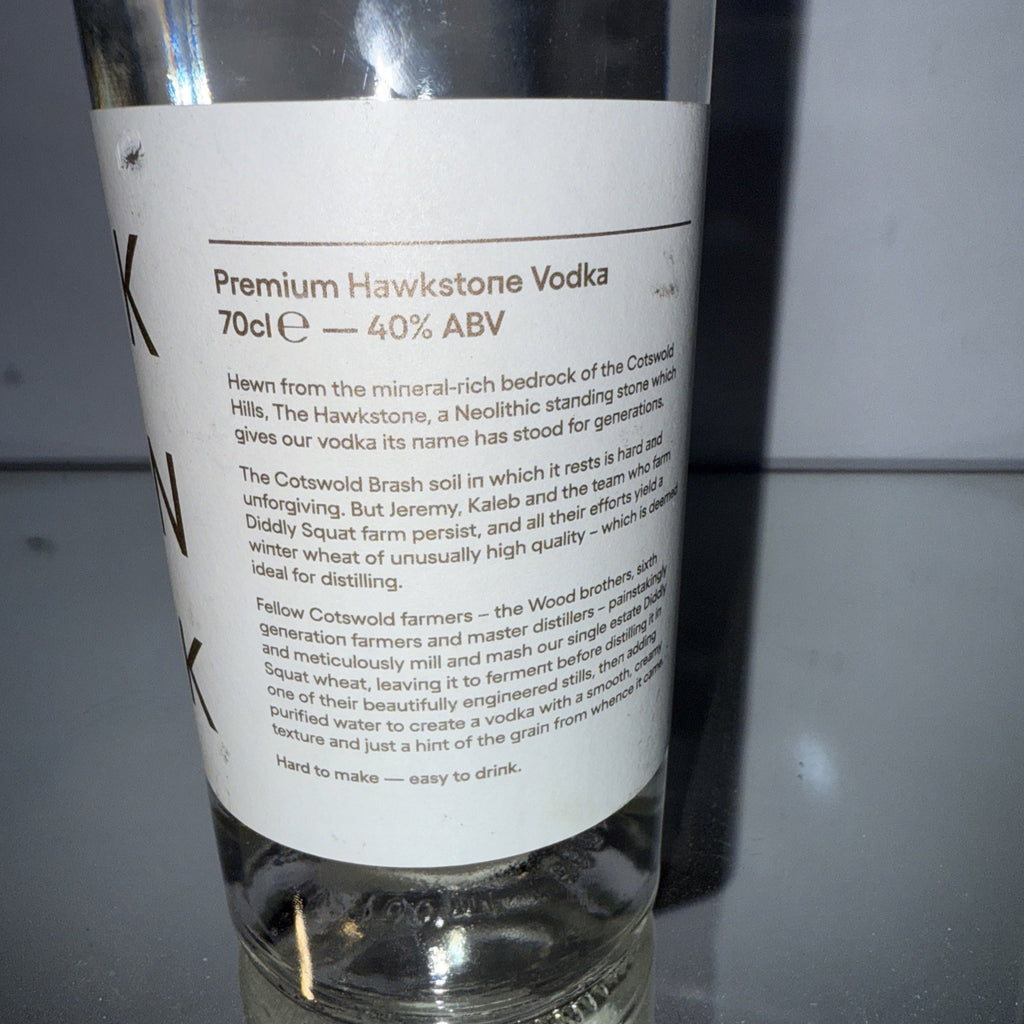 K
N
K
Premium Hawkstone Vodka
70cl ℮ — 40% ABV
Hewn from the mineral-rich bedrock of the Cotswold
Hills, The Hawkstone, a Neolithic standing stone which
gives our vodka its name has stood for generations.
The Cotswold Brash soil in which it rests is hard and
unforgiving. But Jeremy, Kaleb and the team who farm
Diddly Squat farm persist, and all their efforts yield a
winter wheat of unusually high quality – which is deemed
ideal for distilling.
Fellow Cotswold farmers – the Wood brothers, sixth
generation farmers and master distillers – painstakingly
and meticulously mill and mash our single estate Diddly
Squat wheat, leaving it to ferment before distilling it in
one of their beautifully engineered stills, then adding
purified water to create a vodka with a smooth, creamy
texture and just a hint of the grain from whence it came.
Hard to make — easy to drink.